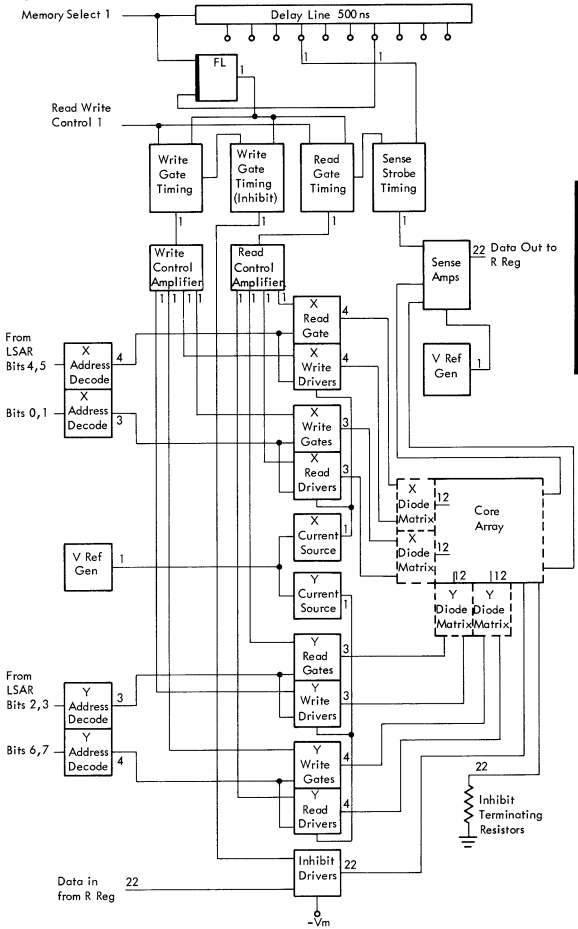 Memory Select 1
Delay Line 500 ns
FL
1
1
1
Read Write
Control 1
Write
Gate
Timing
Write
Gate
Timing
(Inhibit)
Read
Gate
Timing
Sense
Strobe
Timing
1
1
1
1
Write
Control
Amplifier
1 1 1 1
Read
Control
Amplifier
1 1 1 1
Sense
Amps
22
Data Out to
R Reg
V Ref
Gen
1
From
LSAR
Bits 4,5
X
Address
Decode
4
Bits 0,1
X
Address
Decode
3
X
Read
Gate
4
X
Write
Drivers
4
X
Write
Gates
3
X
Read
Drivers
3
X
Diode
Matrix
12
X
Diode
Matrix
12
Core
Array
V Ref
Gen
1
X
Current
Source
1
Y
Current
Source
1
12
12
Y
Diode
Matrix
Y
Diode
Matrix
From
LSAR
Bits 2,3
Y
Address
Decode
3
Bits 6,7
Y
Address
Decode
4
Y
Read
Gates
3
Y
Write
Drivers
3
Y
Write
Gates
4
Y
Read
Drivers
4
22
Inhibit
Terminating
Resistors
Inhibit
Drivers
22
Data in
from R Reg
22
-Vm